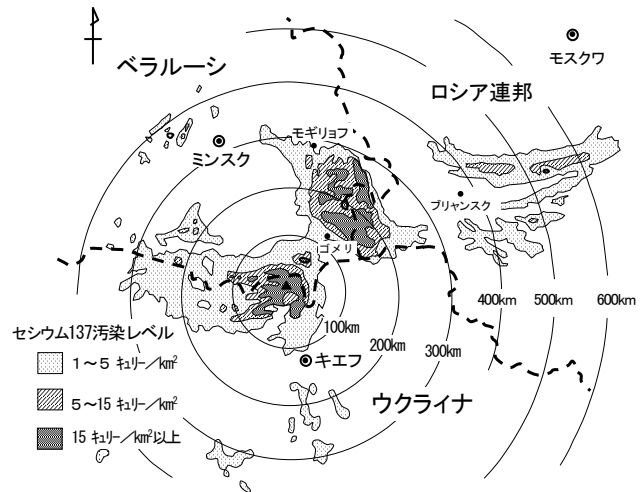 モスクワ
ベラルーシ
ロシア連邦
モギリョフ
ミンスク
ブリャンスク
ゴメリ
400km 500km 600km
100km
200km
300km
セシウム137汚染レベル
1～5 ｷｭﾘｰ/km²
キエフ
5～15 ｷｭﾘｰ/km²
ウクライナ
15 ｷｭﾘｰ/km²以上